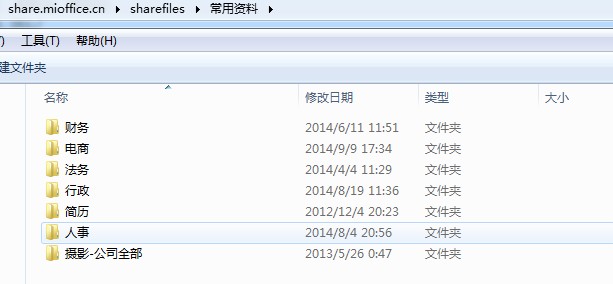 share.mioffice.cn ▸ sharefiles ▸ 常用资料 ▸
) 工具(T) 帮助(H)
建文件夹
名称 修改日期 类型 大小
财务 2014/6/11 11:51 文件夹
电商 2014/9/9 17:34 文件夹
法务 2014/4/4 11:29 文件夹
行政 2014/8/19 11:36 文件夹
简历 2012/12/4 20:23 文件夹
人事 2014/8/4 20:56 文件夹
摄影-公司全部 2013/5/26 0:47 文件夹